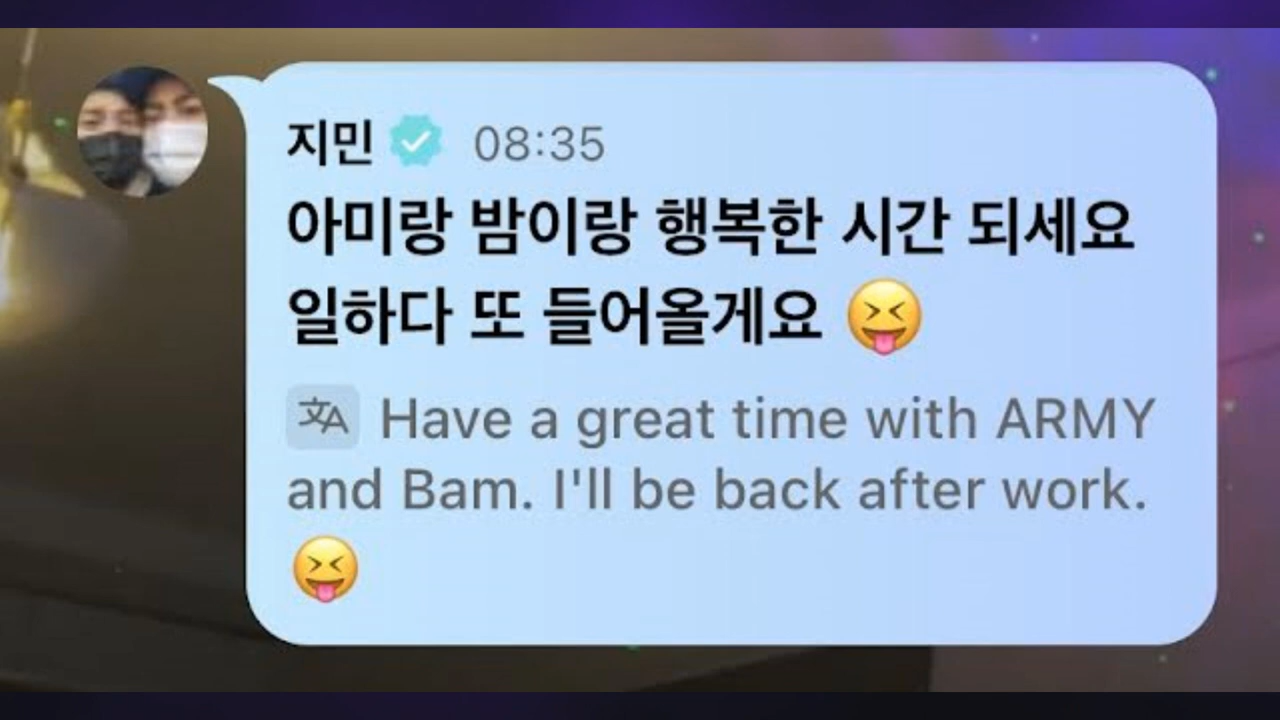 지민 08:35
아미랑 밤이랑 행복한 시간 되세요
일하다 또 들어올게요 😝
Have a great time with ARMY
and Bam. I'll be back after work.
😝